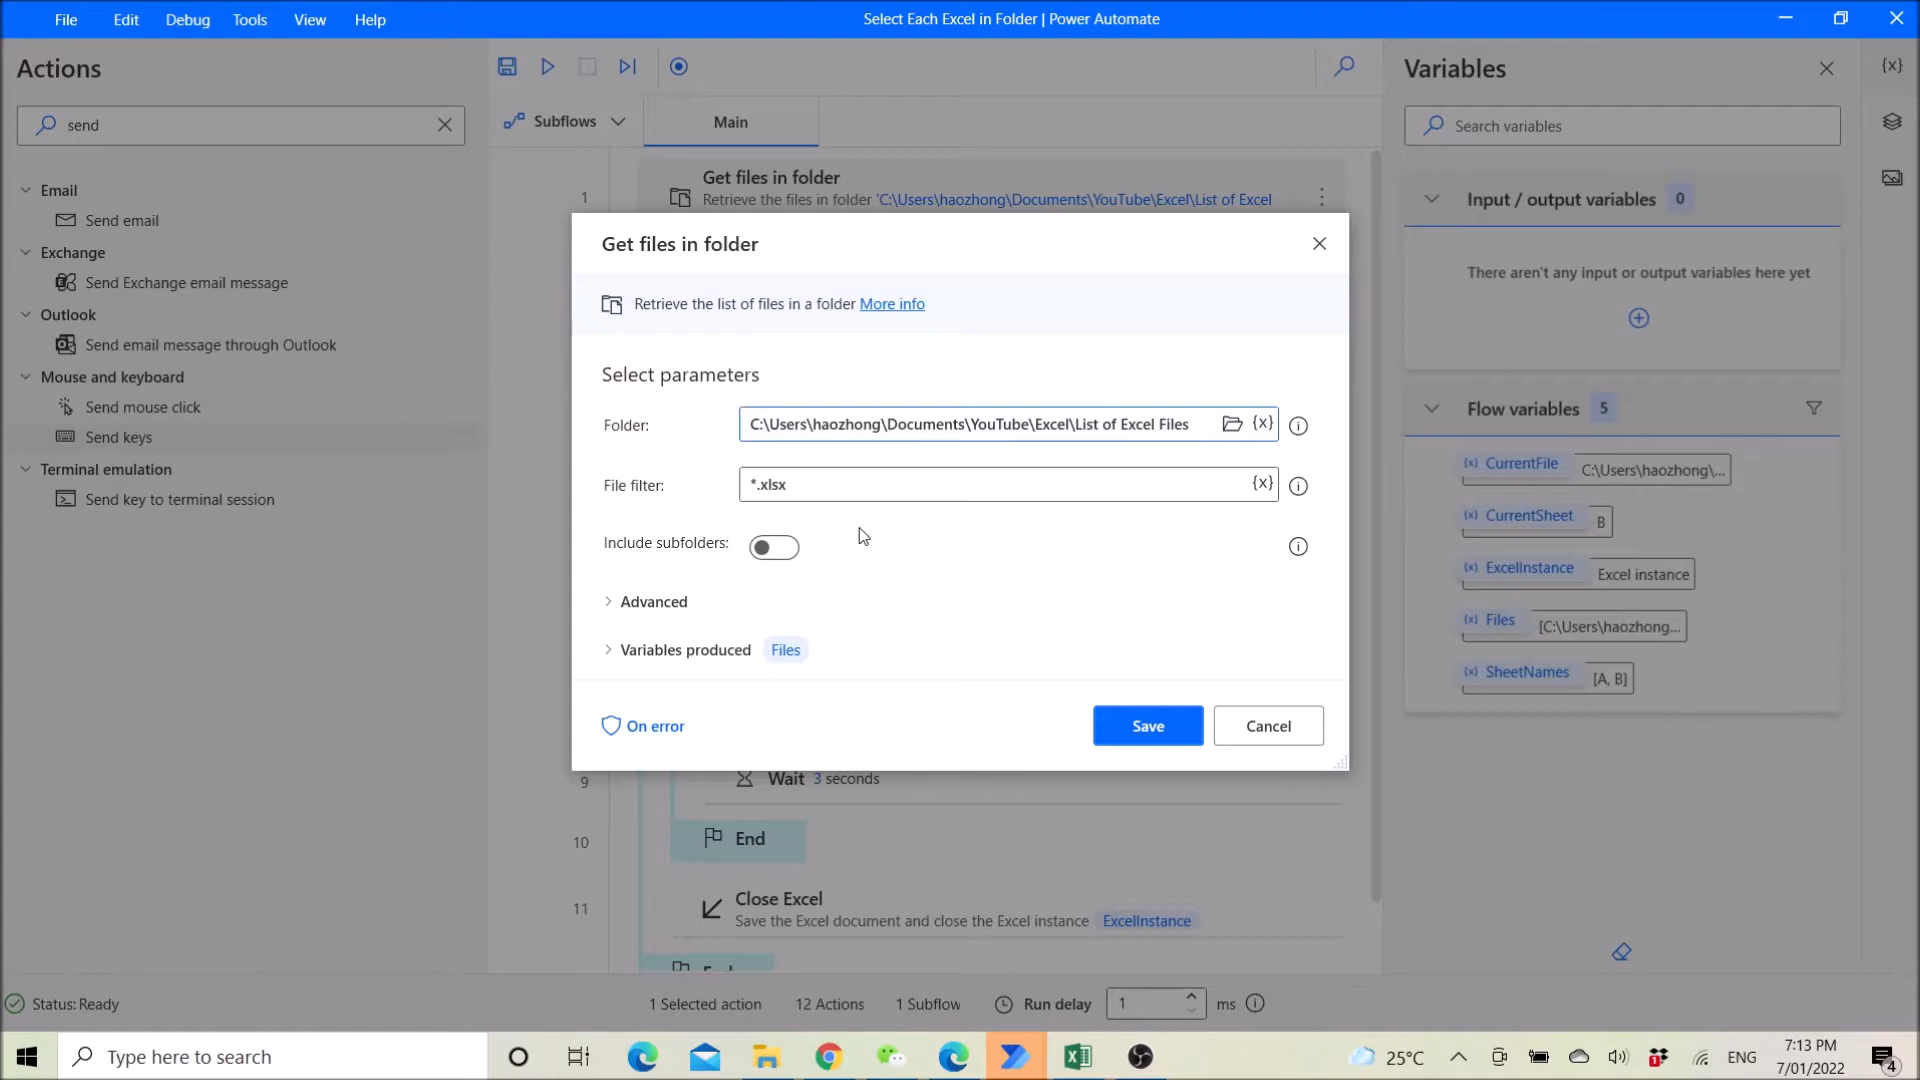 File Edit Debug Tools View Help
Select Each Excel in Folder | Power Automate
Actions
send
Email
Send email
Exchange
Send Exchange email message
Outlook
Send email message through Outlook
Mouse and keyboard
Send mouse click
Send keys
Terminal emulation
Send key to terminal session
Subflows
Main
1
Get files in folder
Retrieve the files in folder 'C:\Users\haozhong\Documents\YouTube\Excel\List of Excel
Get files in folder
Retrieve the list of files in a folder More info
Select parameters
Folder: C:\Users\haozhong\Documents\YouTube\Excel\List of Excel Files {x}
File filter: *.xlsx {x}
Include subfolders:
Advanced
Variables produced Files
On error
Save
Cancel
9
Wait 3 seconds
10
End
11
Close Excel
Save the Excel document and close the Excel instance ExcelInstance
Variables
{x}
Search variables
Input / output variables 0
There aren't any input or output variables here yet
Flow variables 5
{x} CurrentFile C:\Users\haozhong\...
{x} CurrentSheet B
{x} ExcelInstance Excel instance
{x} Files [C:\Users\haozhong...
{x} SheetNames [A, B]
Status: Ready
1 Selected action
12 Actions
1 Subflow
Run delay 1 ms
Type here to search
25°C
1
ENG
7:13 PM
7/01/2022
4